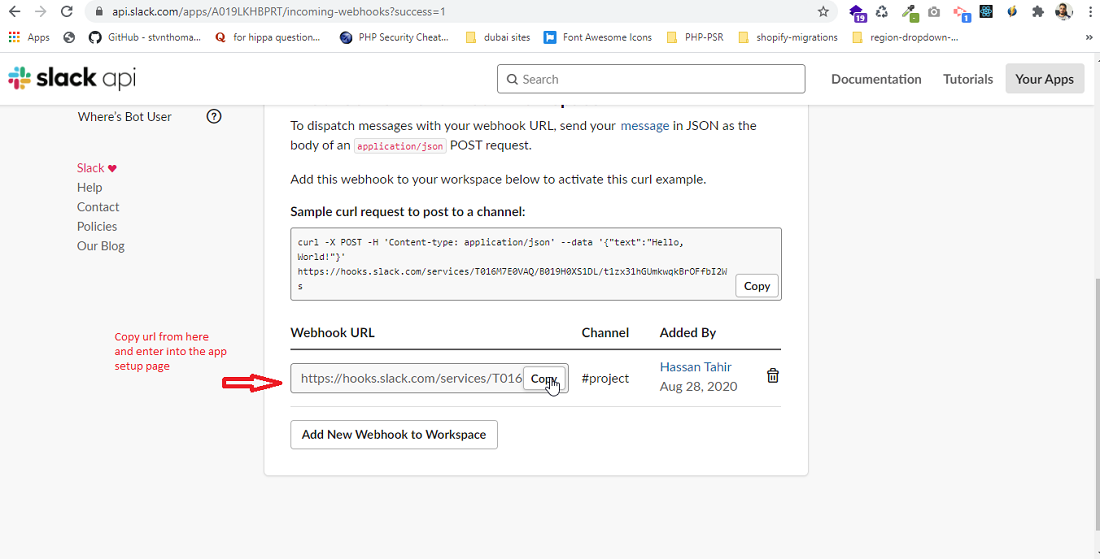 api.slack.com/apps/A019LKHBPRT/incoming-webhooks?success=1
19
1
Apps
GitHub - stvnthoma...
for hippa question...
PHP Security Cheat...
dubai sites
Font Awesome Icons
PHP-PSR
shopify-migrations
region-dropdown-...
»
slack api
Search
Documentation
Tutorials
Your Apps
Where's Bot User
?
Slack ♥
Help
Contact
Policies
Our Blog
To dispatch messages with your webhook URL, send your message in JSON as the
body of an application/json POST request.
Add this webhook to your workspace below to activate this curl example.
Sample curl request to post to a channel:
curl -X POST -H 'Content-type: application/json' --data '{"text":"Hello,
World!"}'
https://hooks.slack.com/services/T016M7E0VAQ/B019H0XS1DL/t1zx31hGUmkwqkBrOFfbI2W
s
Copy
Copy url from here
and enter into the app
setup page
Webhook URL
Channel
Added By
https://hooks.slack.com/services/T016
Copy
#project
Hassan Tahir
Aug 28, 2020
Add New Webhook to Workspace